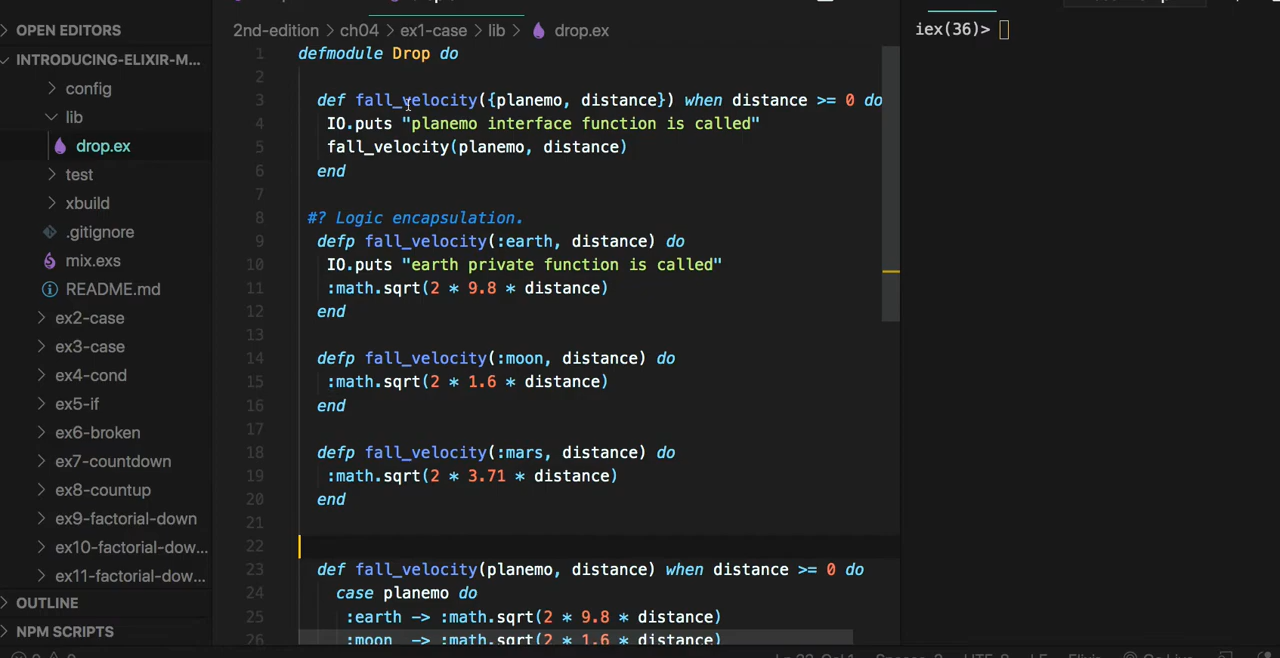 OPEN EDITORS
INTRODUCING-ELIXIR-M...
config
lib
drop.ex
test
xbuild
.gitignore
mix.exs
README.md
ex2-case
ex3-case
ex4-cond
ex5-if
ex6-broken
ex7-countdown
ex8-countup
ex9-factorial-down
ex10-factorial-dow...
ex11-factorial-dow...
OUTLINE
NPM SCRIPTS
2nd-edition > ch04 > ex1-case > lib > drop.ex
1 defmodule Drop do
2
3 def fall_velocity({planemo, distance}) when distance >= 0 do
4 IO.puts "planemo interface function is called"
5 fall_velocity(planemo, distance)
6 end
7
8 #? Logic encapsulation.
9 defp fall_velocity(:earth, distance) do
10 IO.puts "earth private function is called"
11 :math.sqrt(2 * 9.8 * distance)
12 end
13
14 defp fall_velocity(:moon, distance) do
15 :math.sqrt(2 * 1.6 * distance)
16 end
17
18 defp fall_velocity(:mars, distance) do
19 :math.sqrt(2 * 3.71 * distance)
20 end
21
22
23 def fall_velocity(planemo, distance) when distance >= 0 do
24 case planemo do
25 :earth -> :math.sqrt(2 * 9.8 * distance)
26 :moon -> :math.sqrt(2 * 1.6 * distance)
iex(36)>